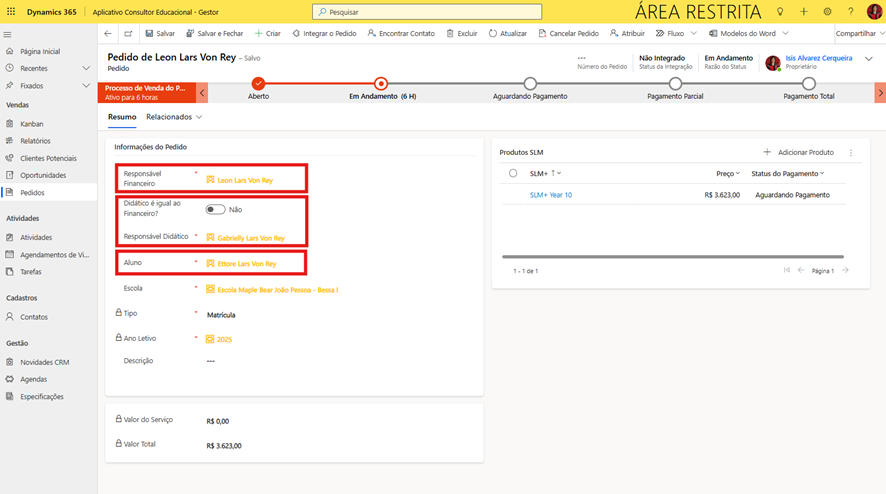 Dynamics 365
Aplicativo Consultor Educacional - Gestor
Pesquisar
ÁREA RESTRITA
Salvar
Salvar e Fechar
Criar
Integrar o Pedido
Encontrar Contato
Excluir
Atualizar
Cancelar Pedido
Atribuir
Fluxo
Modelos do Word
Compartilhar
Página Inicial
Recentes
Fixados
Vendas
Kanban
Relatórios
Clientes Potenciais
Oportunidades
Pedidos
Atividades
Atividades
Agendamentos de Vi...
Tarefas
Cadastros
Contatos
Gestão
Novidades CRM
Agendas
Especificações
Pedido de Leon Lars Von Rey - Salvo
Pedido
---
Número do Pedido
Não Integrado
Status da Integração
Em Andamento
Razão do Status
Isis Alvarez Cerqueira
Proprietário
Processo de Venda do P...
Ativo para 6 horas
Aberto
Em Andamento (6 H)
Aguardando Pagamento
Pagamento Parcial
Pagamento Total
Resumo
Relacionados
Informações do Pedido
Responsável
Financeiro
*
Leon Lars Von Rey
Didático é igual ao
Financeiro?
Não
Responsável Didático
*
Gabrielly Lars Von Rey
Aluno
*
Ettore Lars Von Rey
Escola
*
Escola Maple Bear João Pessoa - Bessa I
Tipo
*
Matrícula
Ano Letivo
*
2025
Descrição
---
Valor do Serviço
R$ 0,00
Valor Total
R$ 3.623,00
Produtos SLM
Adicionar Produto
SLM+
Preço
Status do Pagamento
SLM+ Year 10
R$ 3.623,00
Aguardando Pagamento
1 - 1 de 1
Página 1